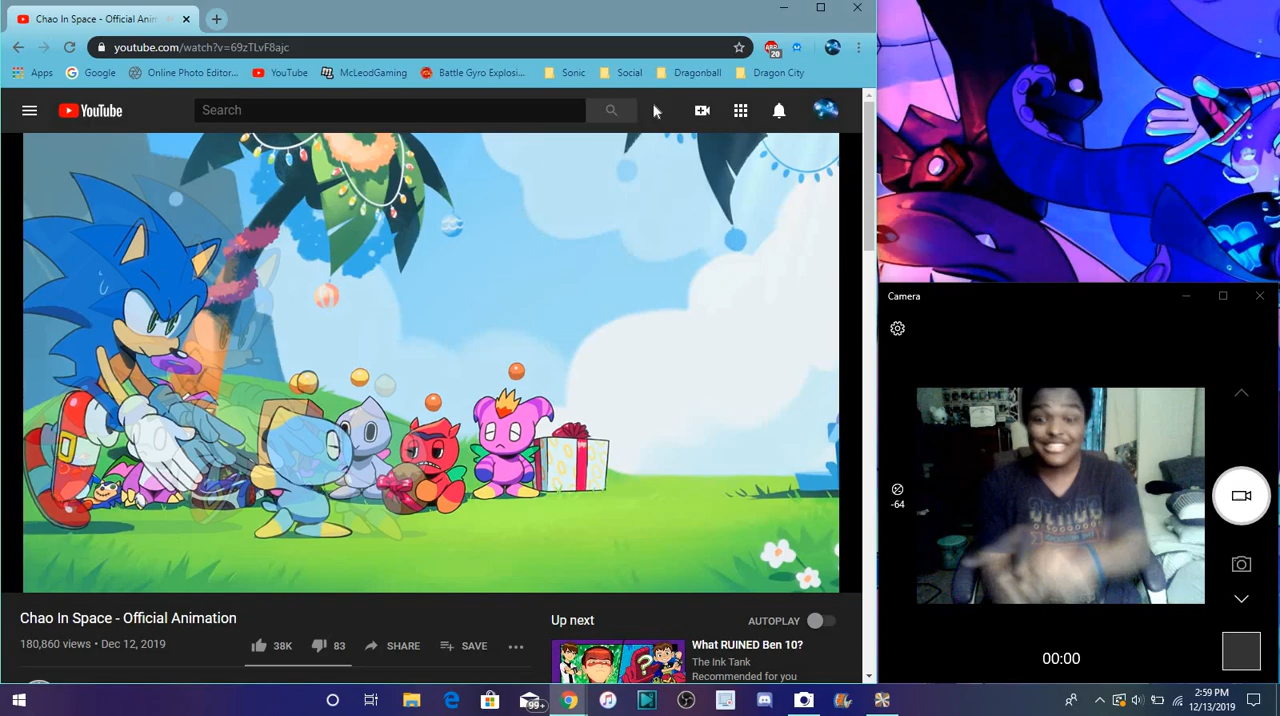 Chao In Space - Official Anim
youtube.com/watch?v=69zTLvF8ajc
20
Apps
Google
Online Photo Editor...
YouTube
McLeodGaming
Battle Gyro Explosi...
Sonic
Social
Dragonball
Dragon City
YouTube
Search
Camera
-64
00:00
Chao In Space - Official Animation
180,860 views • Dec 12, 2019
38K
83
SHARE
SAVE
Up next
AUTOPLAY
What RUINED Ben 10?
The Ink Tank
Recommended for you
99+
2:59 PM
12/13/2019